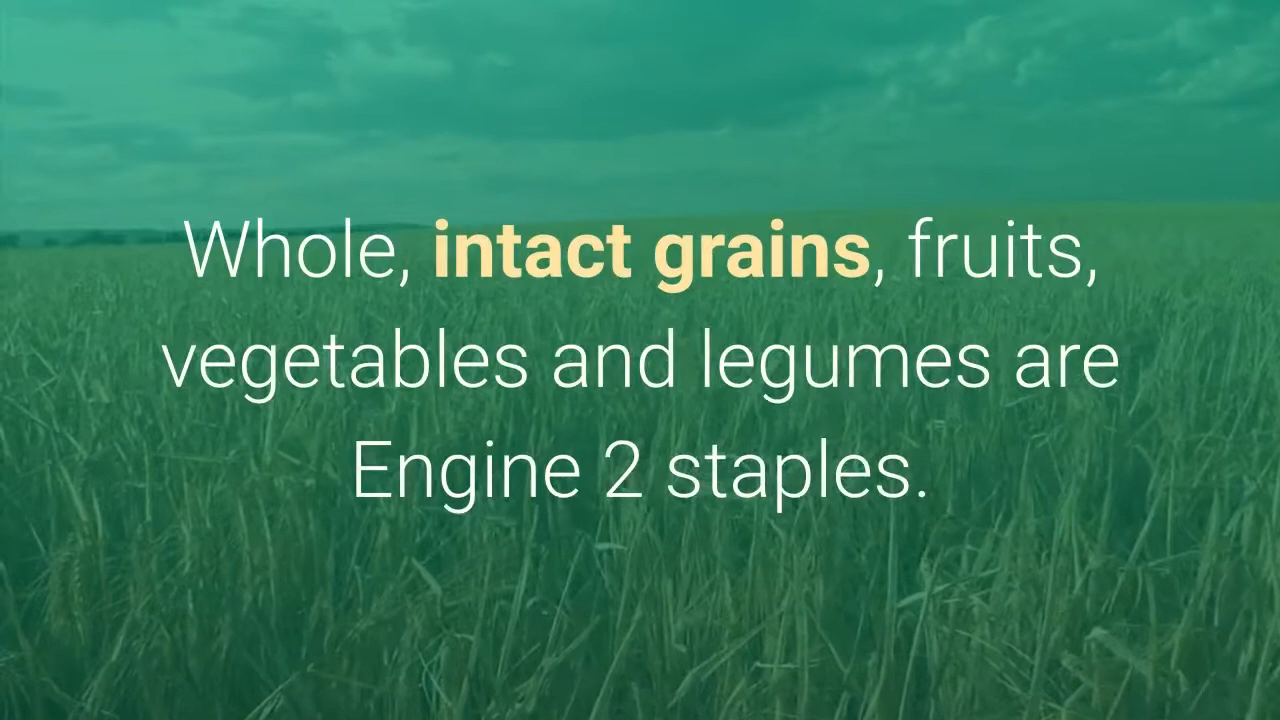 Whole, intact grains, fruits,
vegetables and legumes are
Engine 2 staples.